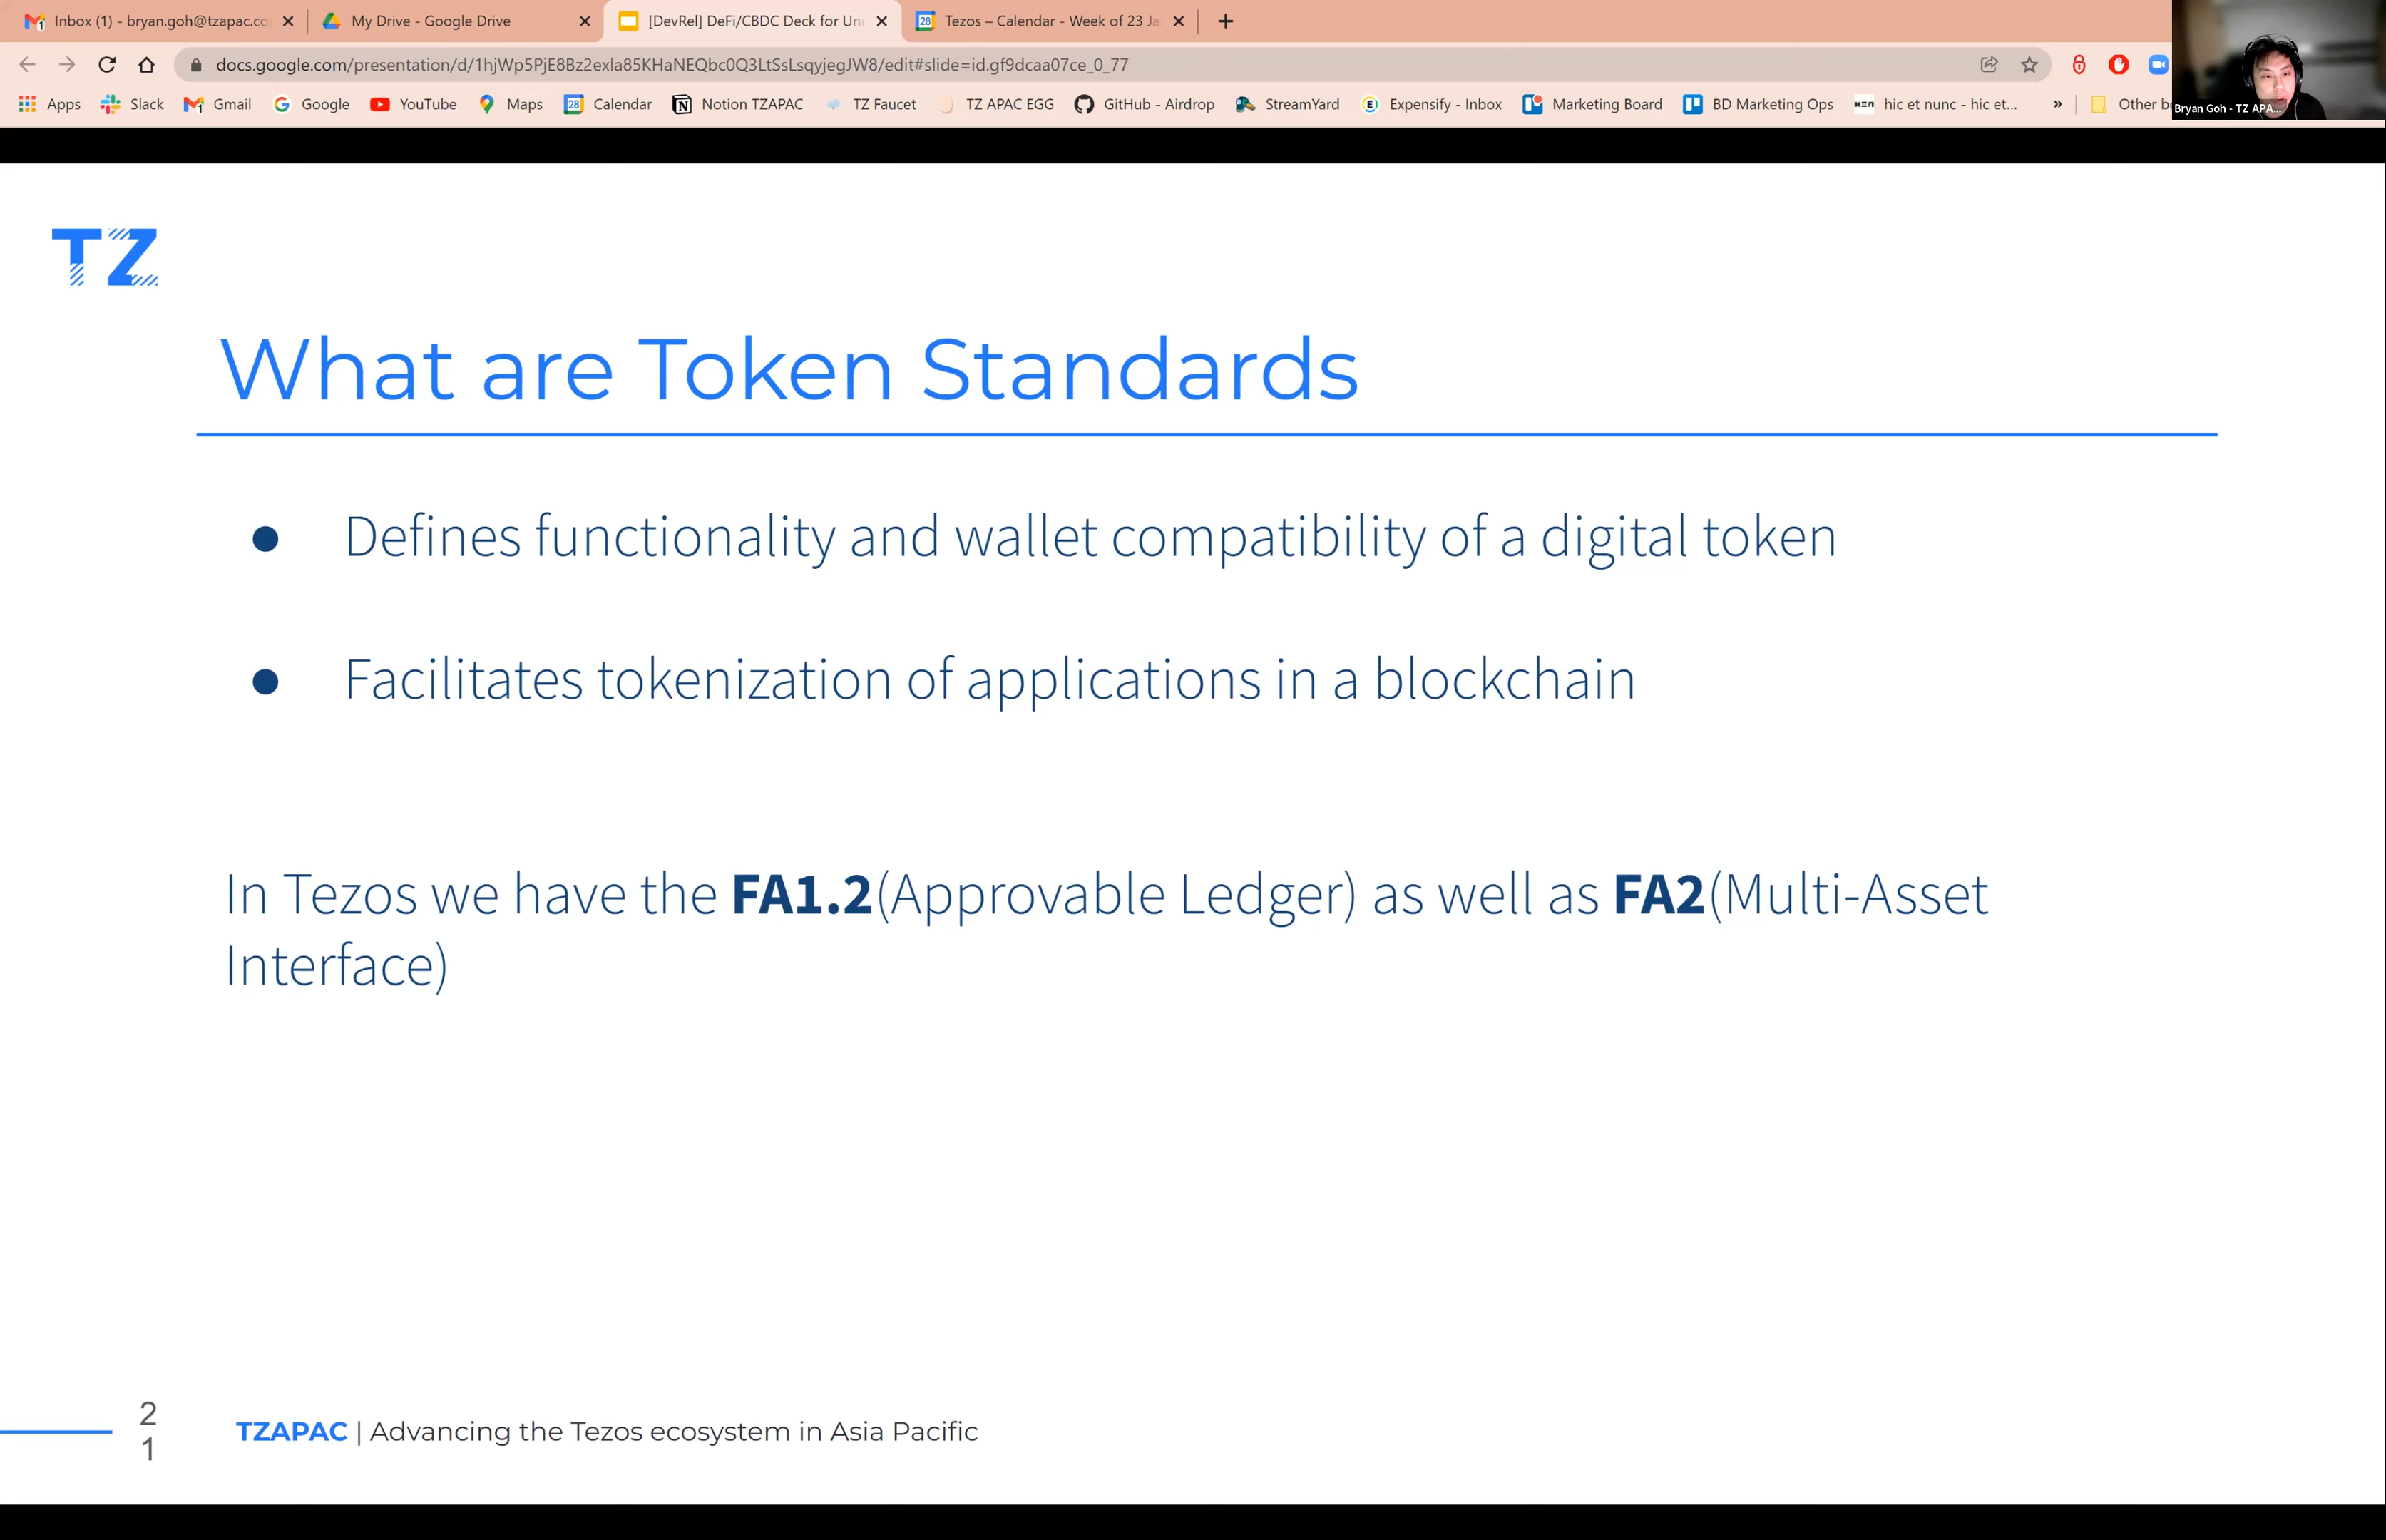 Inbox (1) - bryan.goh@tzapac.co
My Drive - Google Drive
[DevRel] DeFi/CBDC Deck for Uni
Tezos – Calendar - Week of 23 Ja
docs.google.com/presentation/d/1hjWp5PjE8Bz2exla85KHaNEQbc0Q3LtSsLsqyjegJW8/edit#slide=id.gf9dcaa07ce_0_77
Apps Slack Gmail Google YouTube Maps Calendar Notion TZAPAC TZ Faucet TZ APAC EGG GitHub - Airdrop StreamYard Expensify - Inbox Marketing Board BD Marketing Ops hic et nunc - hic et... » Other b
Bryan Goh - TZ APA...
TZ
What are Token Standards
● Defines functionality and wallet compatibility of a digital token
● Facilitates tokenization of applications in a blockchain
In Tezos we have the FA1.2(Approvable Ledger) as well as FA2(Multi-Asset
Interface)
2
1
TZAPAC | Advancing the Tezos ecosystem in Asia Pacific